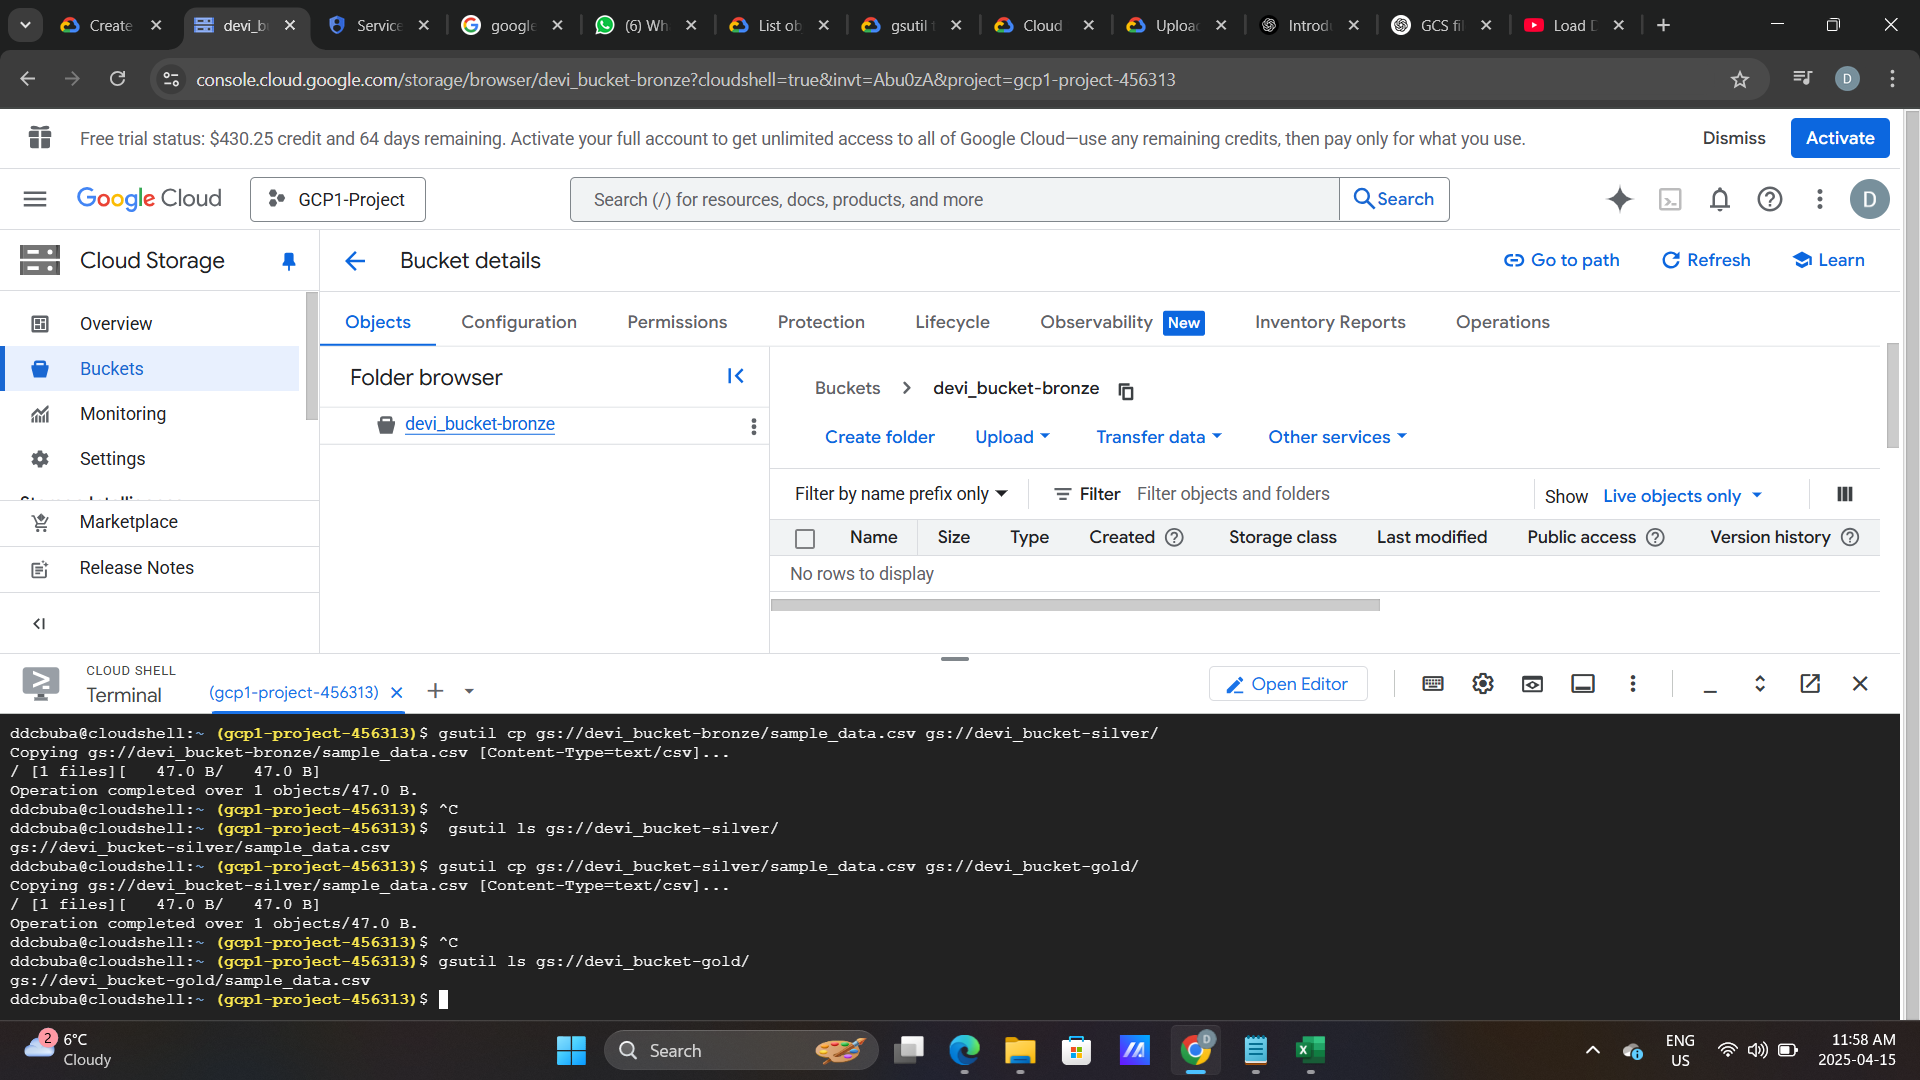 Create
devi_b
Service
google
(6) Wh
List ob
gsutil
Cloud
Upload
Introdu
GCS fil
Load D
console.cloud.google.com/storage/browser/devi_bucket-bronze?cloudshell=true&invt=Abu0zA&project=gcp1-project-456313
D
Free trial status: $430.25 credit and 64 days remaining. Activate your full account to get unlimited access to all of Google Cloud—use any remaining credits, then pay only for what you use.
Dismiss
Activate
Google Cloud
GCP1-Project
Search (/) for resources, docs, products, and more
Search
D
Cloud Storage
Bucket details
Go to path
Refresh
Learn
Overview
Buckets
Monitoring
Settings
Marketplace
Release Notes
Objects
Configuration
Permissions
Protection
Lifecycle
Observability New
Inventory Reports
Operations
Folder browser
devi_bucket-bronze
Buckets
devi_bucket-bronze
Create folder
Upload
Transfer data
Other services
Filter by name prefix only
Filter
Filter objects and folders
Show
Live objects only
Name
Size
Type
Created
Storage class
Last modified
Public access
Version history
No rows to display
CLOUD SHELL
Terminal
(gcp1-project-456313)
Open Editor
ddcbuba@cloudshell:~ (gcp1-project-456313)$ gsutil cp gs://devi_bucket-bronze/sample_data.csv gs://devi_bucket-silver/
Copying gs://devi_bucket-bronze/sample_data.csv [Content-Type=text/csv]...
/ [1 files][   47.0 B/   47.0 B]
Operation completed over 1 objects/47.0 B.
ddcbuba@cloudshell:~ (gcp1-project-456313)$ ^C
ddcbuba@cloudshell:~ (gcp1-project-456313)$  gsutil ls gs://devi_bucket-silver/
gs://devi_bucket-silver/sample_data.csv
ddcbuba@cloudshell:~ (gcp1-project-456313)$ gsutil cp gs://devi_bucket-silver/sample_data.csv gs://devi_bucket-gold/
Copying gs://devi_bucket-silver/sample_data.csv [Content-Type=text/csv]...
/ [1 files][   47.0 B/   47.0 B]
Operation completed over 1 objects/47.0 B.
ddcbuba@cloudshell:~ (gcp1-project-456313)$ ^C
ddcbuba@cloudshell:~ (gcp1-project-456313)$ gsutil ls gs://devi_bucket-gold/
gs://devi_bucket-gold/sample_data.csv
ddcbuba@cloudshell:~ (gcp1-project-456313)$
2
6°C
Cloudy
Search
D
ENG
US
11:58 AM
2025-04-15